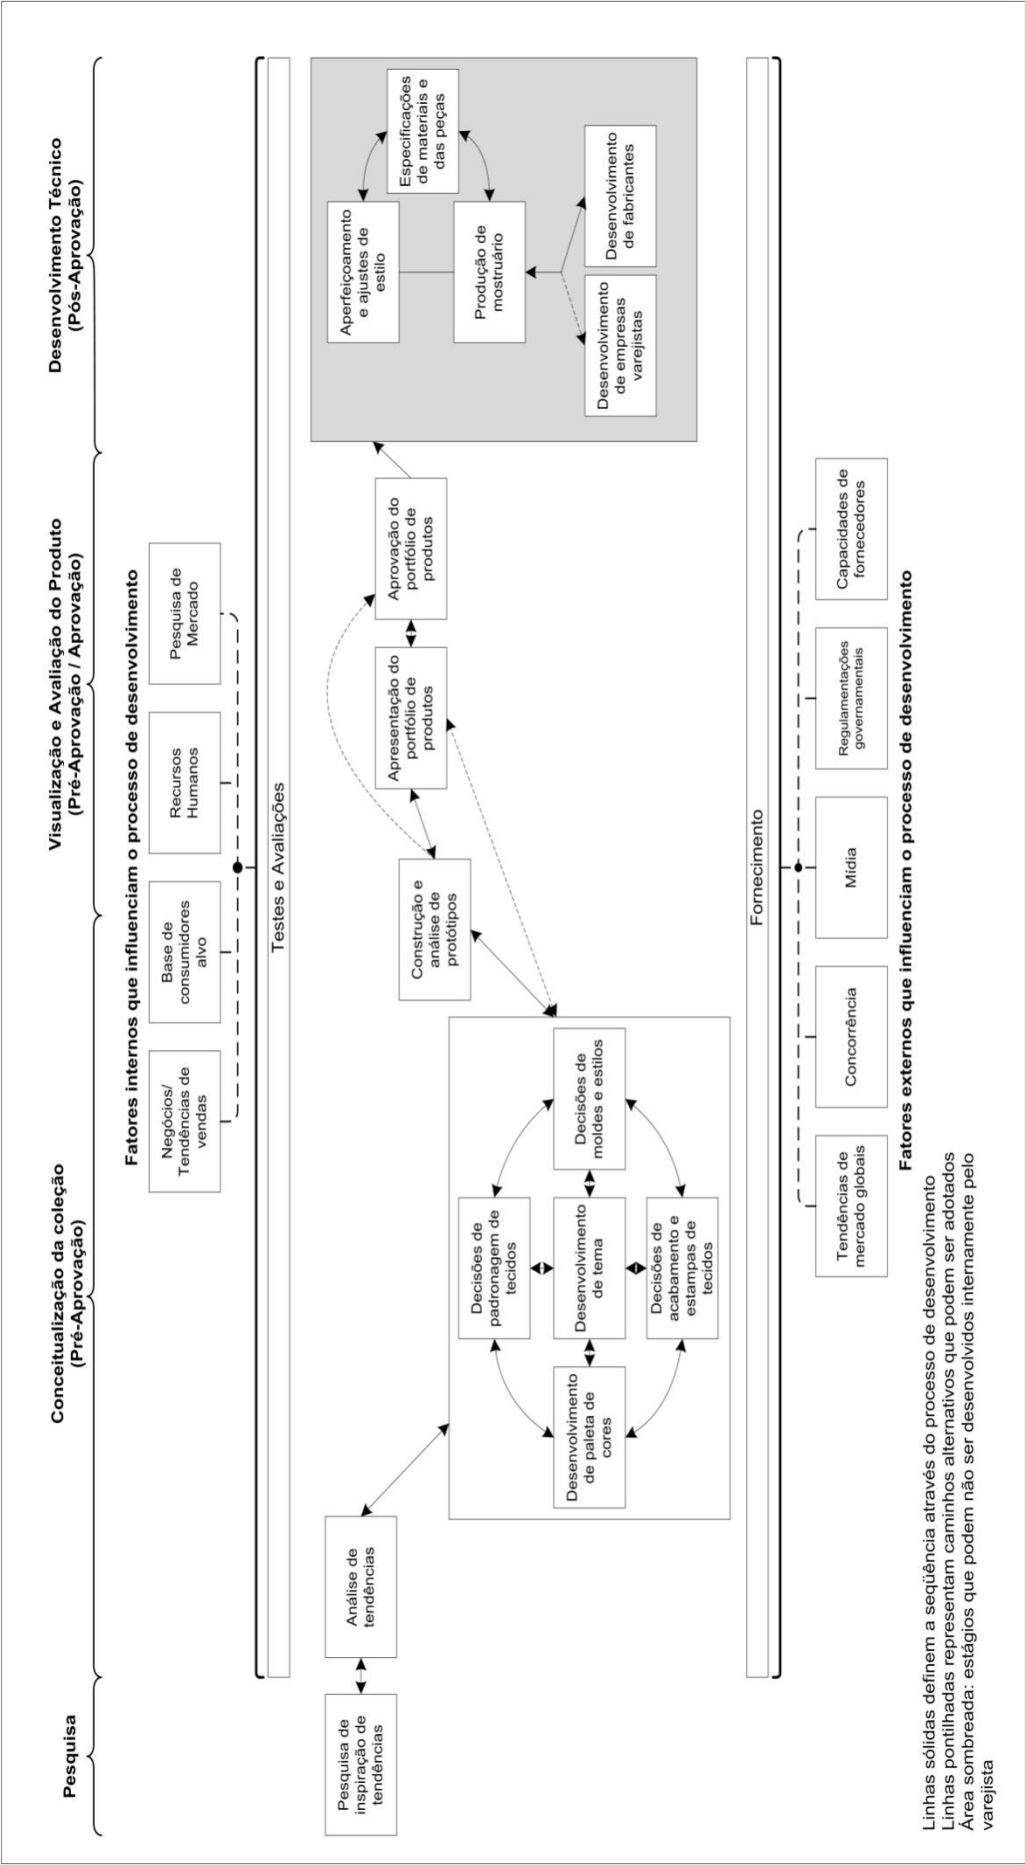 Pesquisa
Conceitualização da coleção
(Pré-Aprovação)
Visualização e Avaliação do Produto
(Pré-Aprovação / Aprovação)
Desenvolvimento Técnico
(Pós-Aprovação)
Fatores internos que influenciam o processo de desenvolvimento
Negócios/
Tendências de
vendas
Base de
consumidores
alvo
Recursos
Humanos
Pesquisa de
Mercado
Testes e Avaliações
Pesquisa de
inspiração de
tendências
Análise de
tendências
Desenvolvimento
de paleta de
cores
Decisões de
padronagem de
tecidos
Desenvolvimento
de tema
Decisões de
acabamento e
estampas de
tecidos
Decisões de
moldes e estilos
Construção e
análise de
protótipos
Apresentação do
portfólio de
produtos
Aprovação do
portfólio de
produtos
Aperfeiçoamento
e ajustes de
estilo
Especificações
de materiais e
das peças
Produção de
mostruário
Desenvolvimento
de empresas
varejistas
Desenvolvimento
de fabricantes
Fornecimento
Tendências de
mercado globais
Concorrência
Mídia
Regulamentações
governamentais
Capacidades de
fornecedores
Fatores externos que influenciam o processo de desenvolvimento
Linhas sólidas definem a seqüência através do processo de desenvolvimento
Linhas pontilhadas representam caminhos alternativos que podem ser adotados
Área sombreada: estágios que podem não ser desenvolvidos internamente pelo
varejista